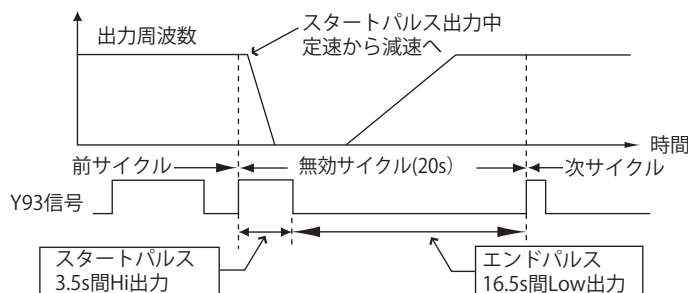 出力周波数
スタートパルス出力中
定速から減速へ
時間
前サイクル
無効サイクル(20s)
次サイクル
Y93信号
スタートパルス
3.5s間Hi出力
エンドパルス
16.5s間Low出力